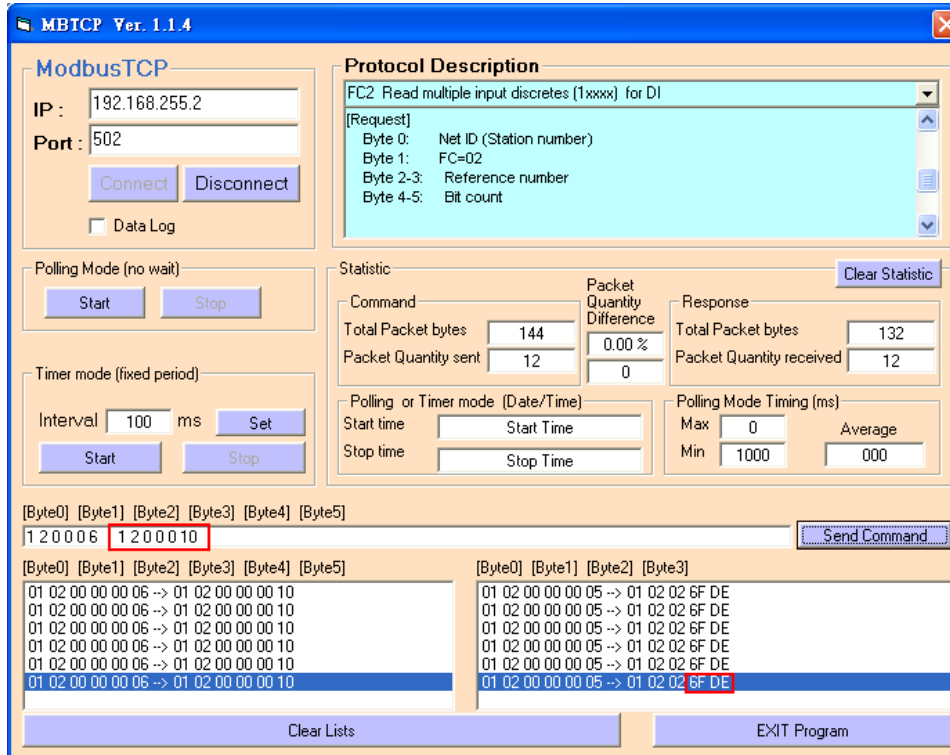 MBTCP Ver. 1.1.4
ModbusTCP
IP : 192.168.255.2
Port : 502
Connect Disconnect
Data Log
Protocol Description
FC2 Read multiple input discretes (1xxxx) for DI
[Request]
Byte 0: Net ID (Station number)
Byte 1: FC=02
Byte 2-3: Reference number
Byte 4-5: Bit count
Polling Mode (no wait)
Start Stop
Timer mode (fixed period)
Interval 100 ms Set
Start Stop
Statistic
Clear Statistic
Command
Total Packet bytes 144
Packet Quantity sent 12
Packet
Quantity
Difference
0.00 %
0
Response
Total Packet bytes 132
Packet Quantity received 12
Polling or Timer mode (Date/Time)
Start time Start Time
Stop time Stop Time
Polling Mode Timing (ms)
Max 0
Min 1000
Average
000
[Byte0] [Byte1] [Byte2] [Byte3] [Byte4] [Byte5]
1 2 0 0 0 6 1 2 0 0 0 10
Send Command
[Byte0] [Byte1] [Byte2] [Byte3] [Byte4] [Byte5]
01 02 00 00 00 06 --> 01 02 00 00 00 10
01 02 00 00 00 06 --> 01 02 00 00 00 10
01 02 00 00 00 06 --> 01 02 00 00 00 10
01 02 00 00 00 06 --> 01 02 00 00 00 10
01 02 00 00 00 06 --> 01 02 00 00 00 10
01 02 00 00 00 06 --> 01 02 00 00 00 10
[Byte0] [Byte1] [Byte2] [Byte3]
01 02 00 00 00 05 --> 01 02 02 6F DE
01 02 00 00 00 05 --> 01 02 02 6F DE
01 02 00 00 00 05 --> 01 02 02 6F DE
01 02 00 00 00 05 --> 01 02 02 6F DE
01 02 00 00 00 05 --> 01 02 02 6F DE
01 02 00 00 00 05 --> 01 02 02 6F DE
Clear Lists
EXIT Program